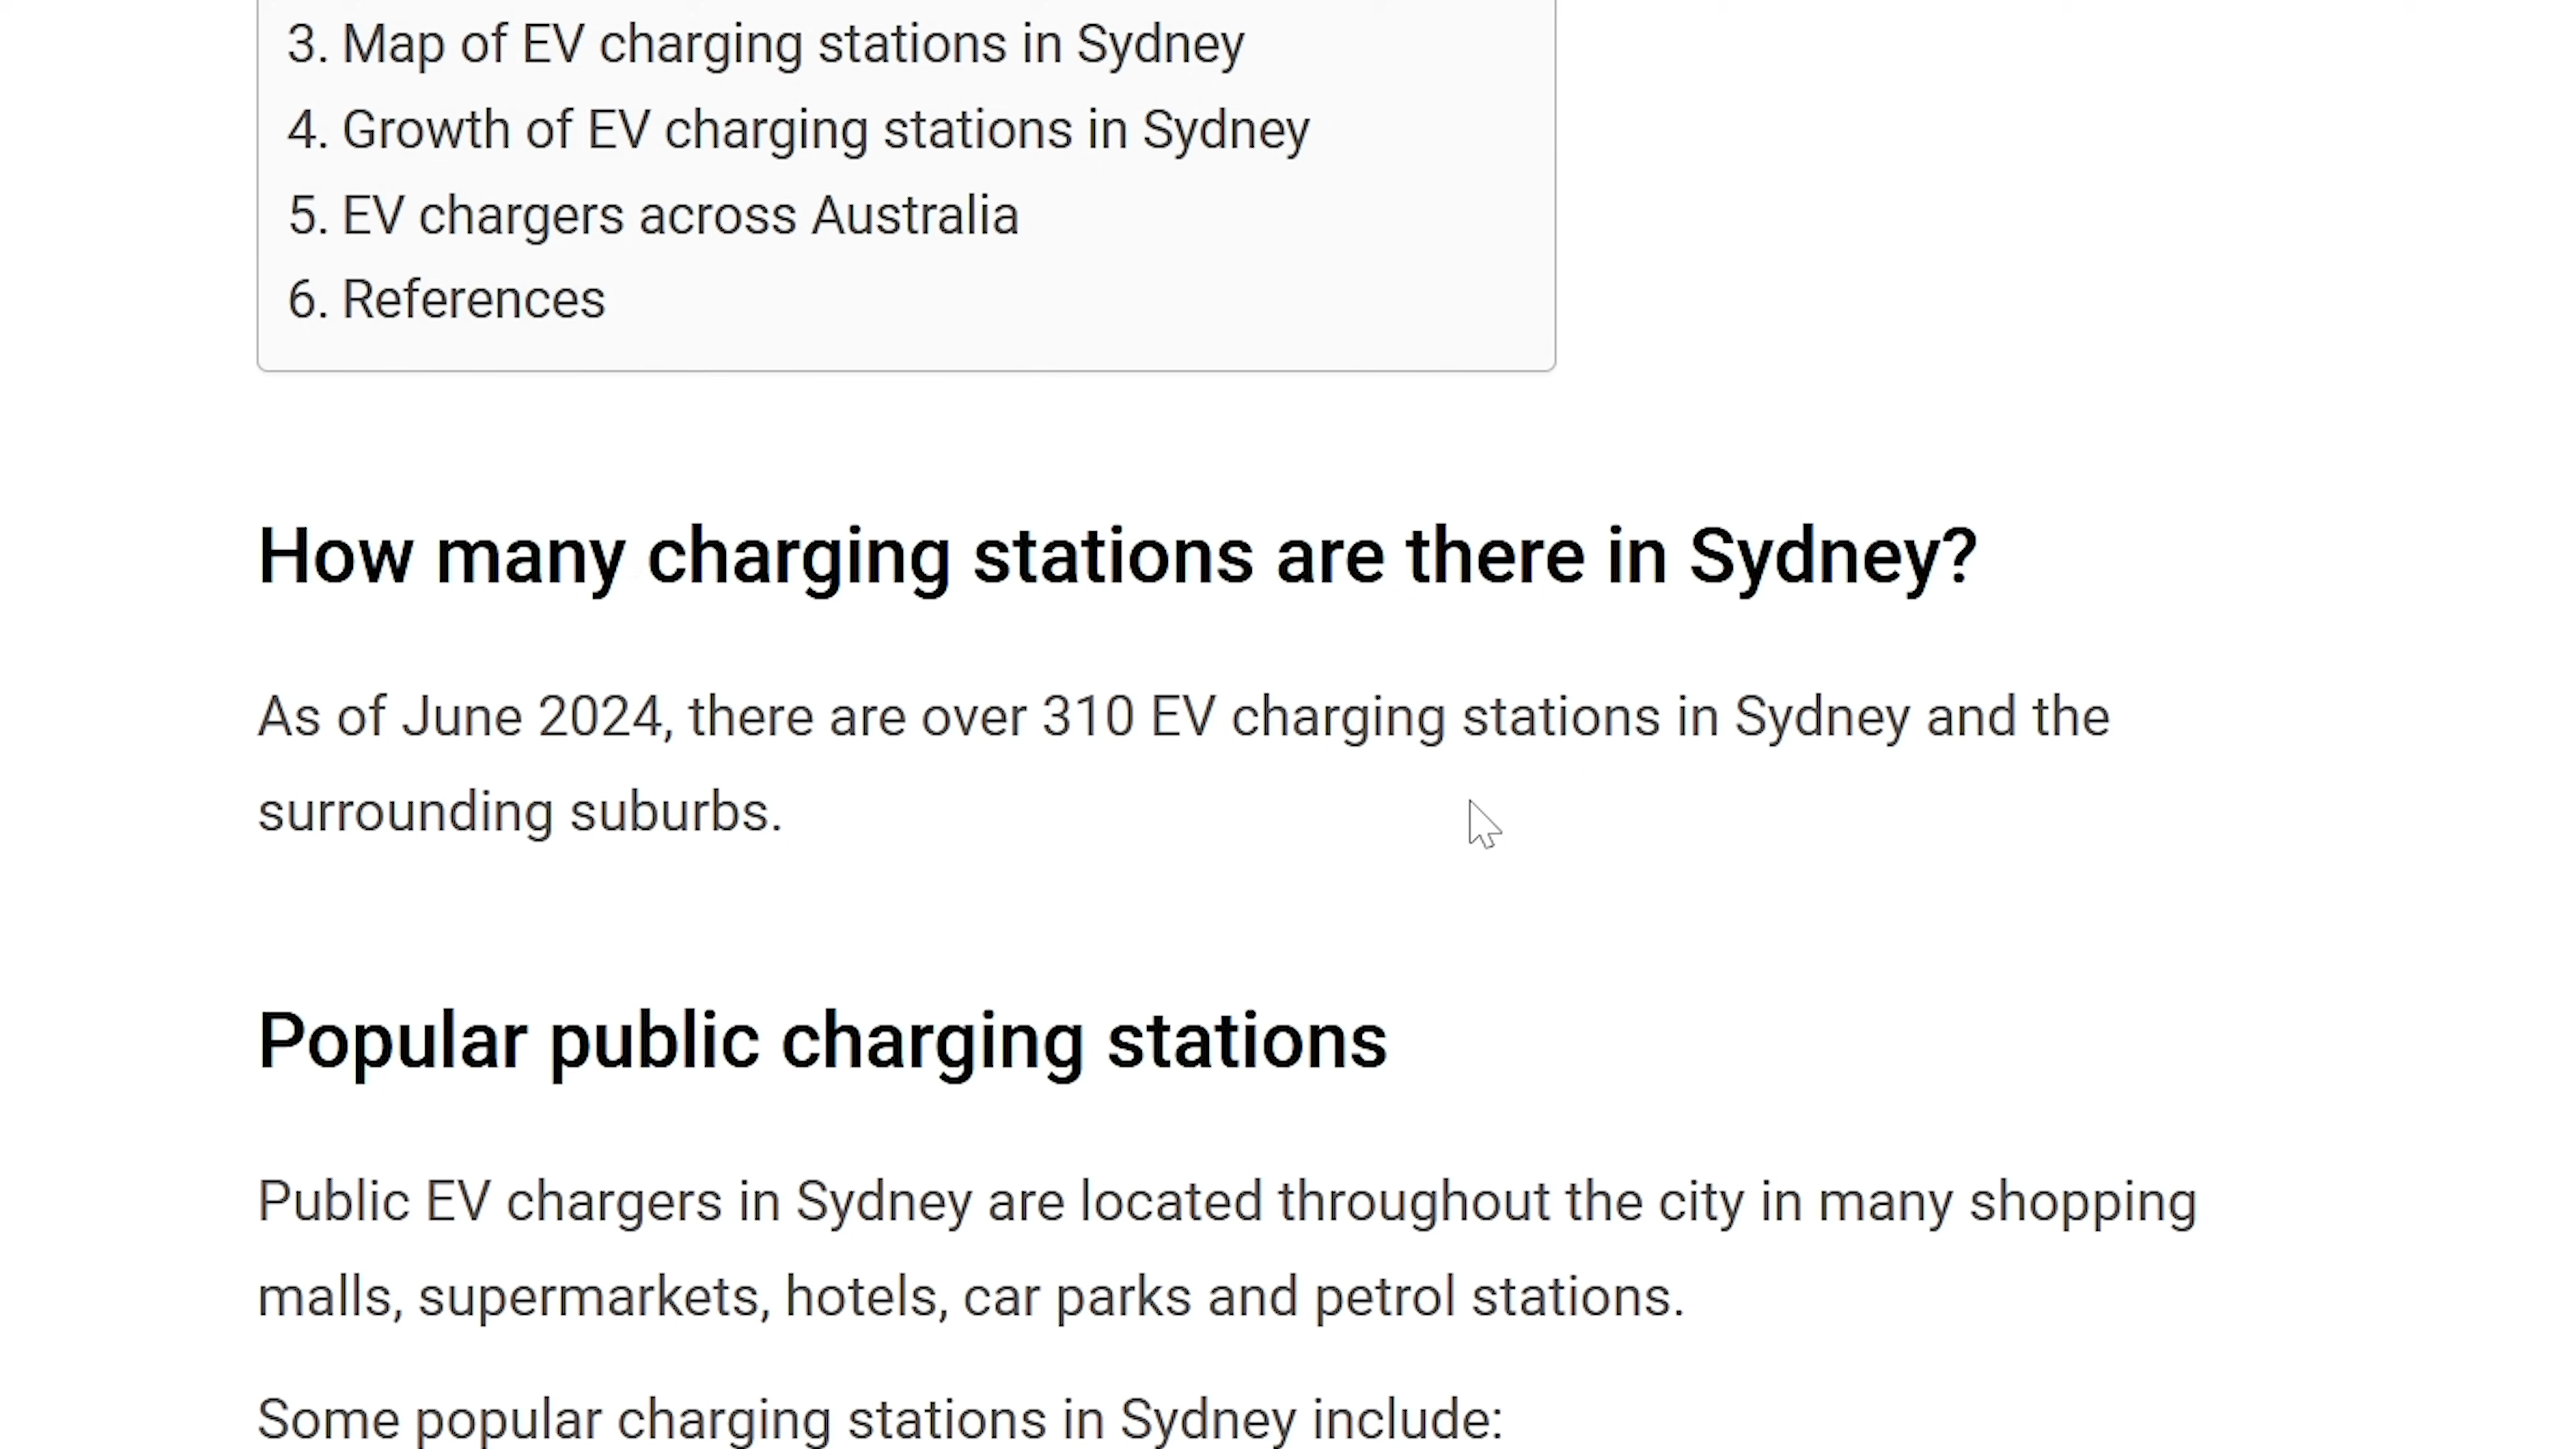 3. Map of EV charging stations in Sydney
4. Growth of EV charging stations in Sydney
5. EV chargers across Australia
6. References
How many charging stations are there in Sydney?
As of June 2024, there are over 310 EV charging stations in Sydney and the
surrounding suburbs.
Popular public charging stations
Public EV chargers in Sydney are located throughout the city in many shopping
malls, supermarkets, hotels, car parks and petrol stations.
Some popular charging stations in Sydney include: